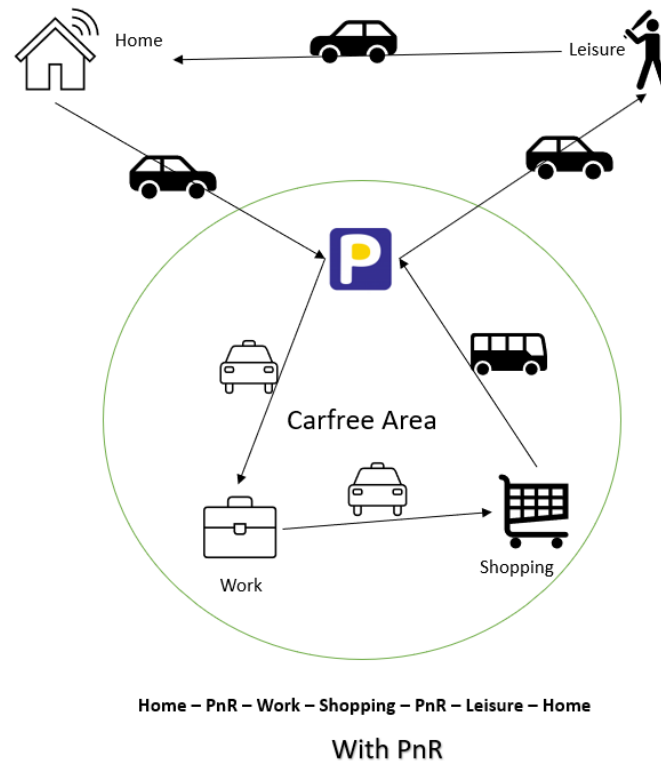 Home
Leisure
P
Carfree Area
Work
Shopping
Home – PnR – Work – Shopping – PnR – Leisure – Home
With PnR